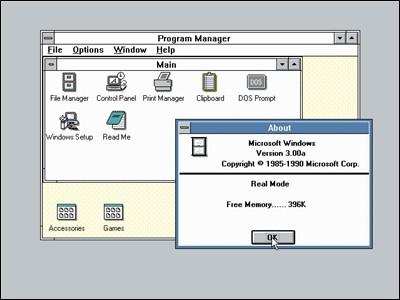 Program Manager
File Options Window Help
Main
File Manager
Control Panel
Print Manager
Clipboard
DOS Prompt
DOS
Windows Setup
Read Me
About
Microsoft Windows
Version 3.00a
Copyright © 1985-1990 Microsoft Corp.
Real Mode
Free Memory...... 396K
OK
Accessories
Games